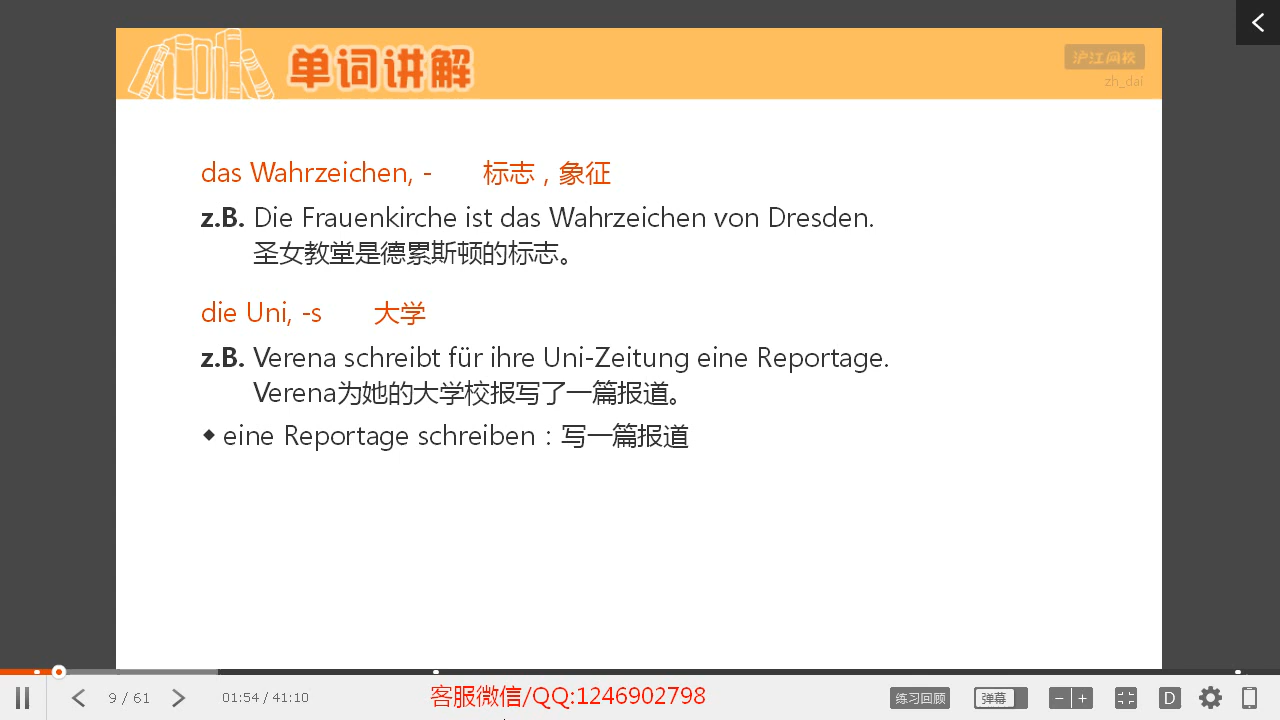 单词讲解
沪江网校
zh_dai
das Wahrzeichen, - 标志，象征
z.B. Die Frauenkirche ist das Wahrzeichen von Dresden.
圣女教堂是德累斯顿的标志。
die Uni, -s 大学
z.B. Verena schreibt für ihre Uni-Zeitung eine Reportage.
Verena为她的大学校报写了一篇报道。
◆ eine Reportage schreiben：写一篇报道
9 / 61 01:54 / 41:10 客服微信/QQ:1246902798 练习回顾 弹幕 − + D